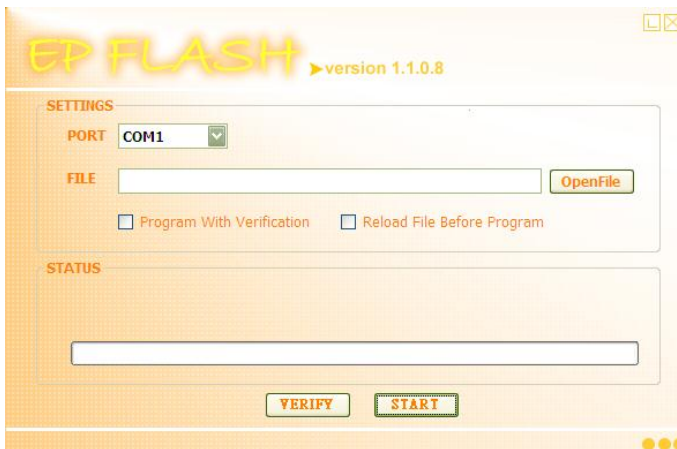 EP FLASH
version 1.1.0.8
SETTINGS
PORT COM1
FILE OpenFile
Program With Verification Reload File Before Program
STATUS
VERIFY START